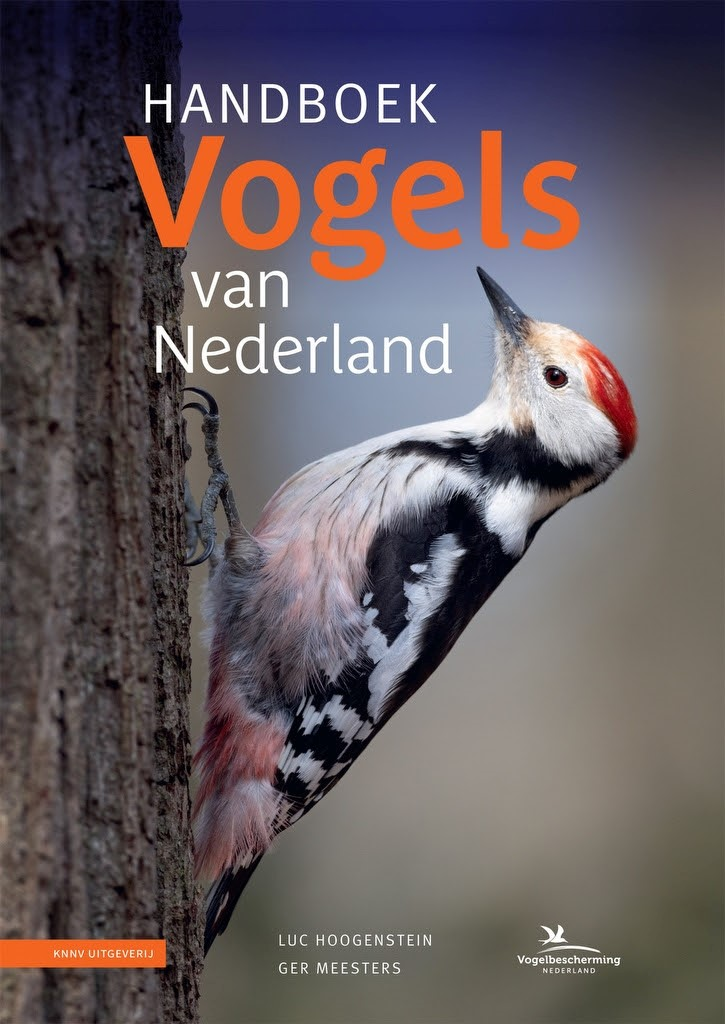 HANDBOEK
Vogels
van
Nederland
LUC HOOGENSTEIN
GER MEESTERS
KNNV UITGEVERIJ
Vogelbescherming
NEDERLAND